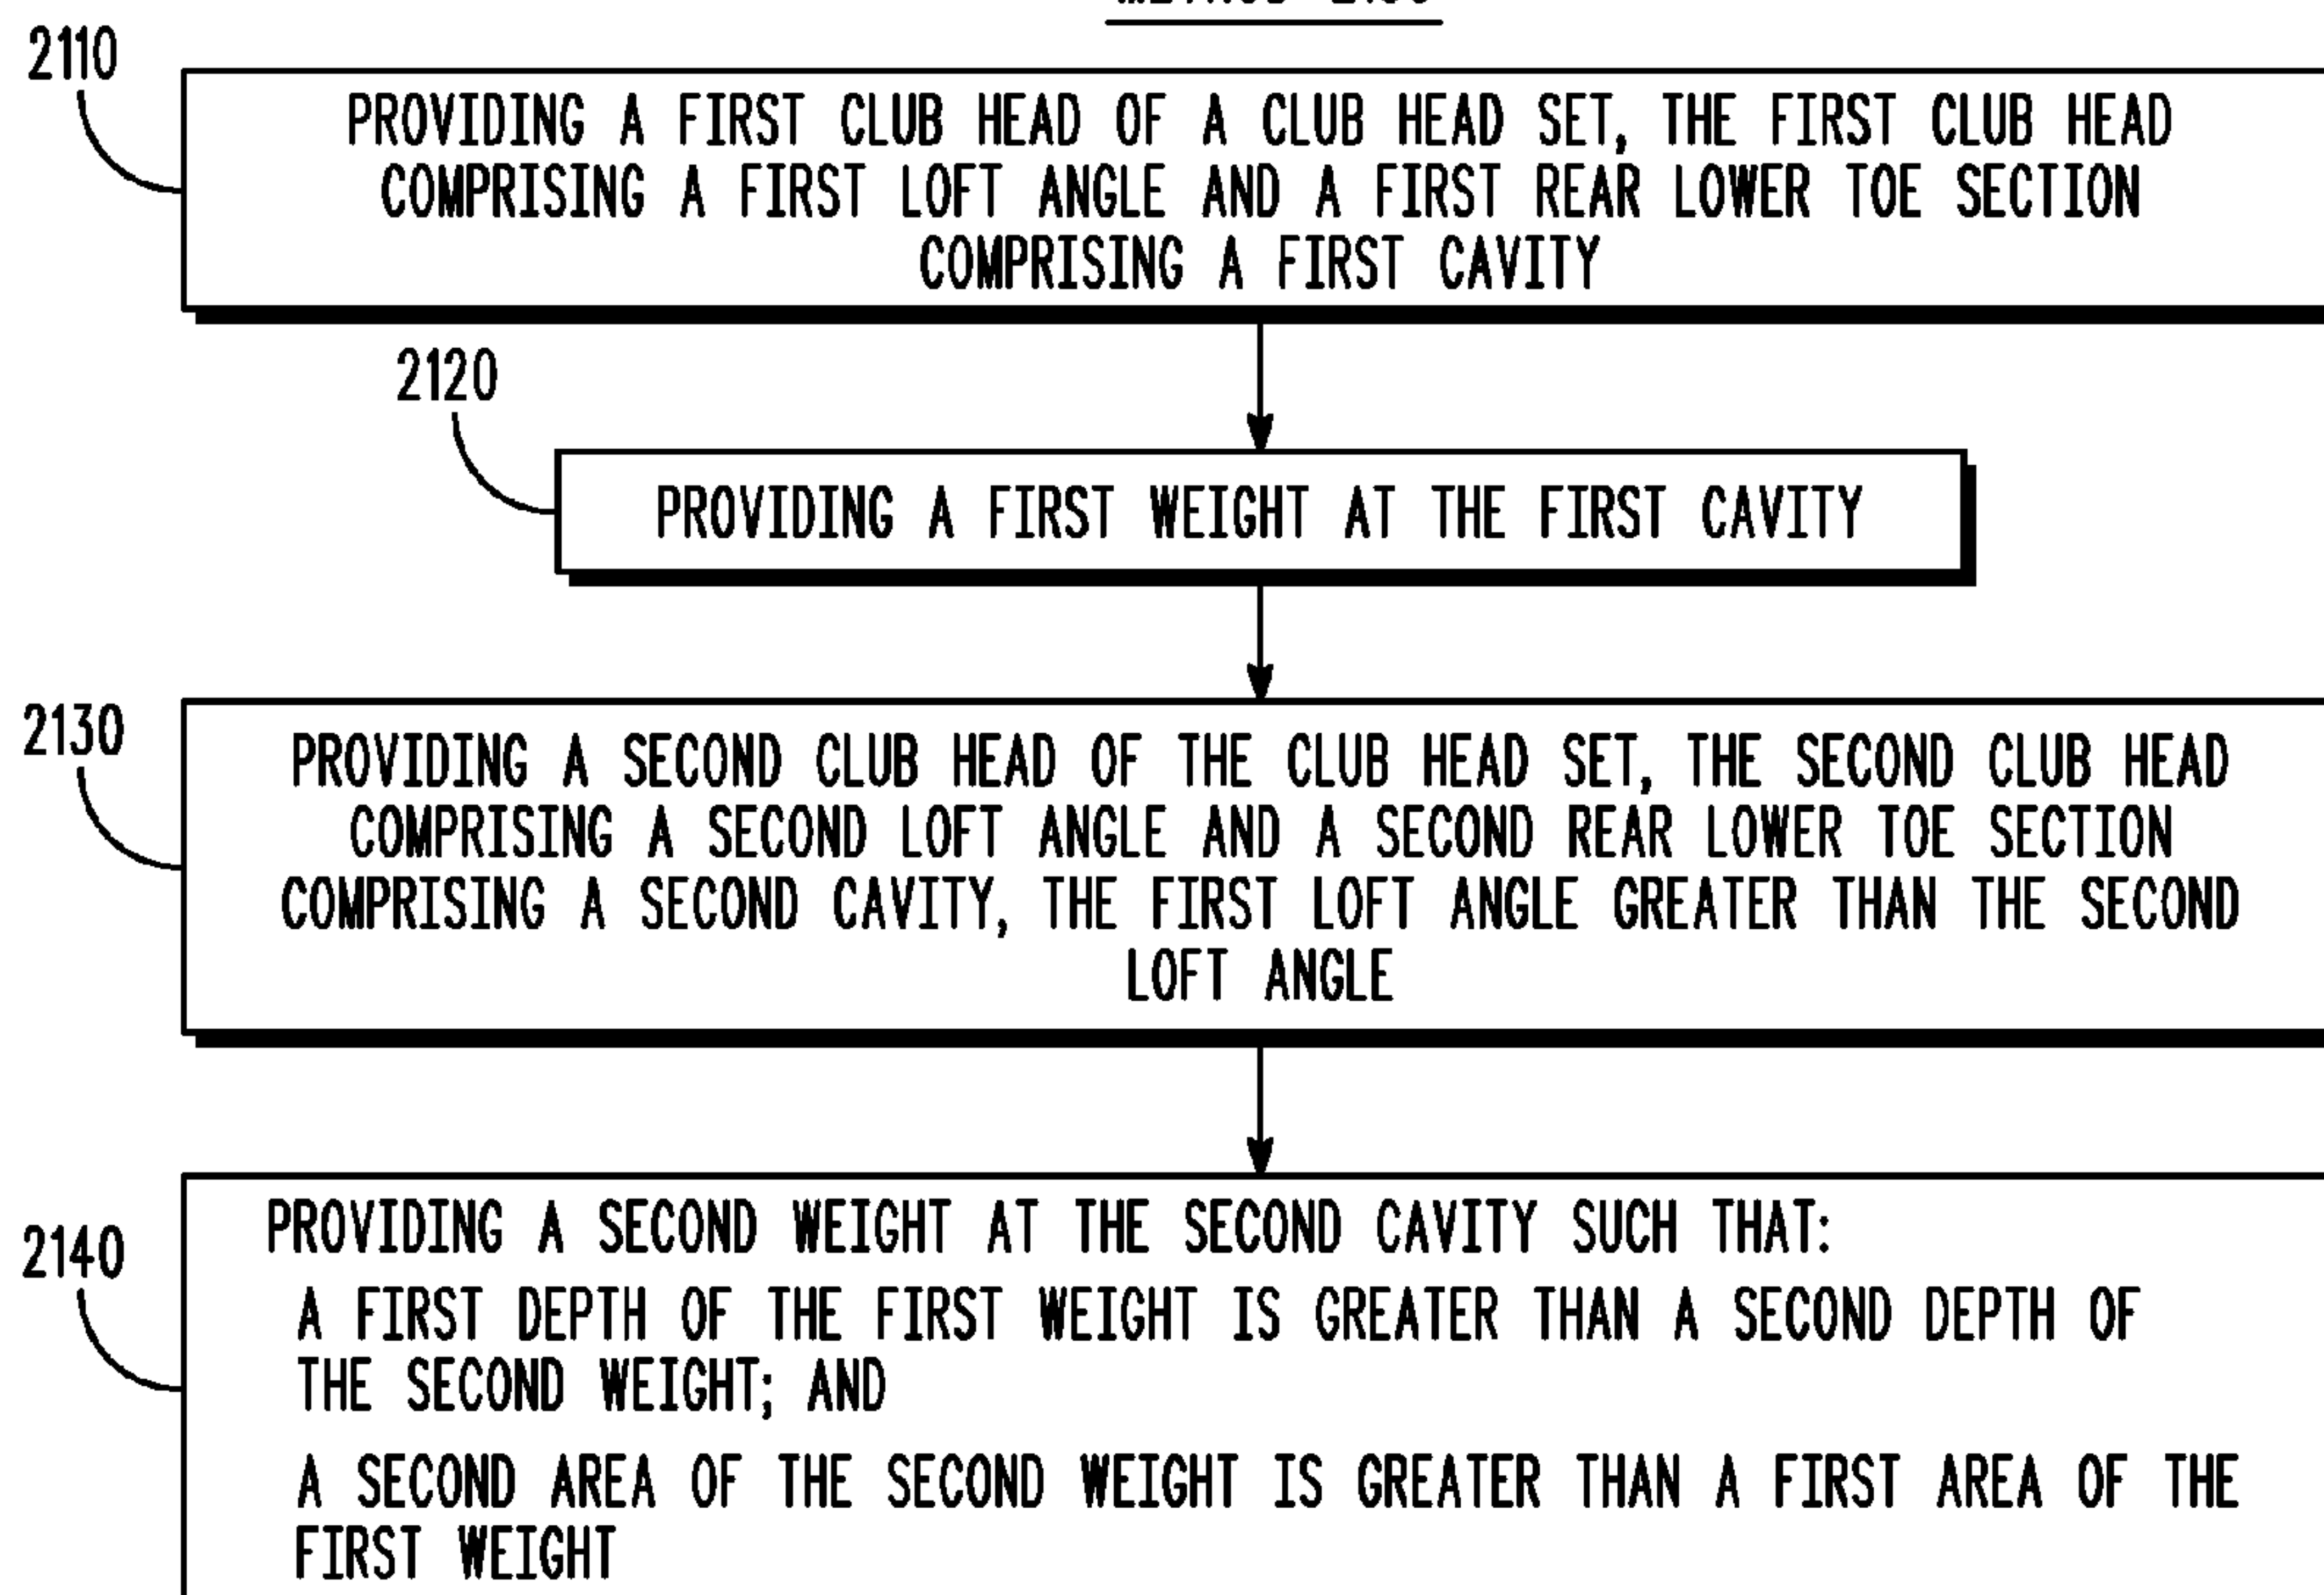 2110
PROVIDING A FIRST CLUB HEAD OF A CLUB HEAD SET, THE FIRST CLUB HEAD
COMPRISING A FIRST LOFT ANGLE AND A FIRST REAR LOWER TOE SECTION
COMPRISING A FIRST CAVITY
2120
PROVIDING A FIRST WEIGHT AT THE FIRST CAVITY
2130
PROVIDING A SECOND CLUB HEAD OF THE CLUB HEAD SET, THE SECOND CLUB HEAD
COMPRISING A SECOND LOFT ANGLE AND A SECOND REAR LOWER TOE SECTION
COMPRISING A SECOND CAVITY, THE FIRST LOFT ANGLE GREATER THAN THE SECOND
LOFT ANGLE
2140
PROVIDING A SECOND WEIGHT AT THE SECOND CAVITY SUCH THAT:
A FIRST DEPTH OF THE FIRST WEIGHT IS GREATER THAN A SECOND DEPTH OF
THE SECOND WEIGHT; AND
A SECOND AREA OF THE SECOND WEIGHT IS GREATER THAN A FIRST AREA OF THE
FIRST WEIGHT